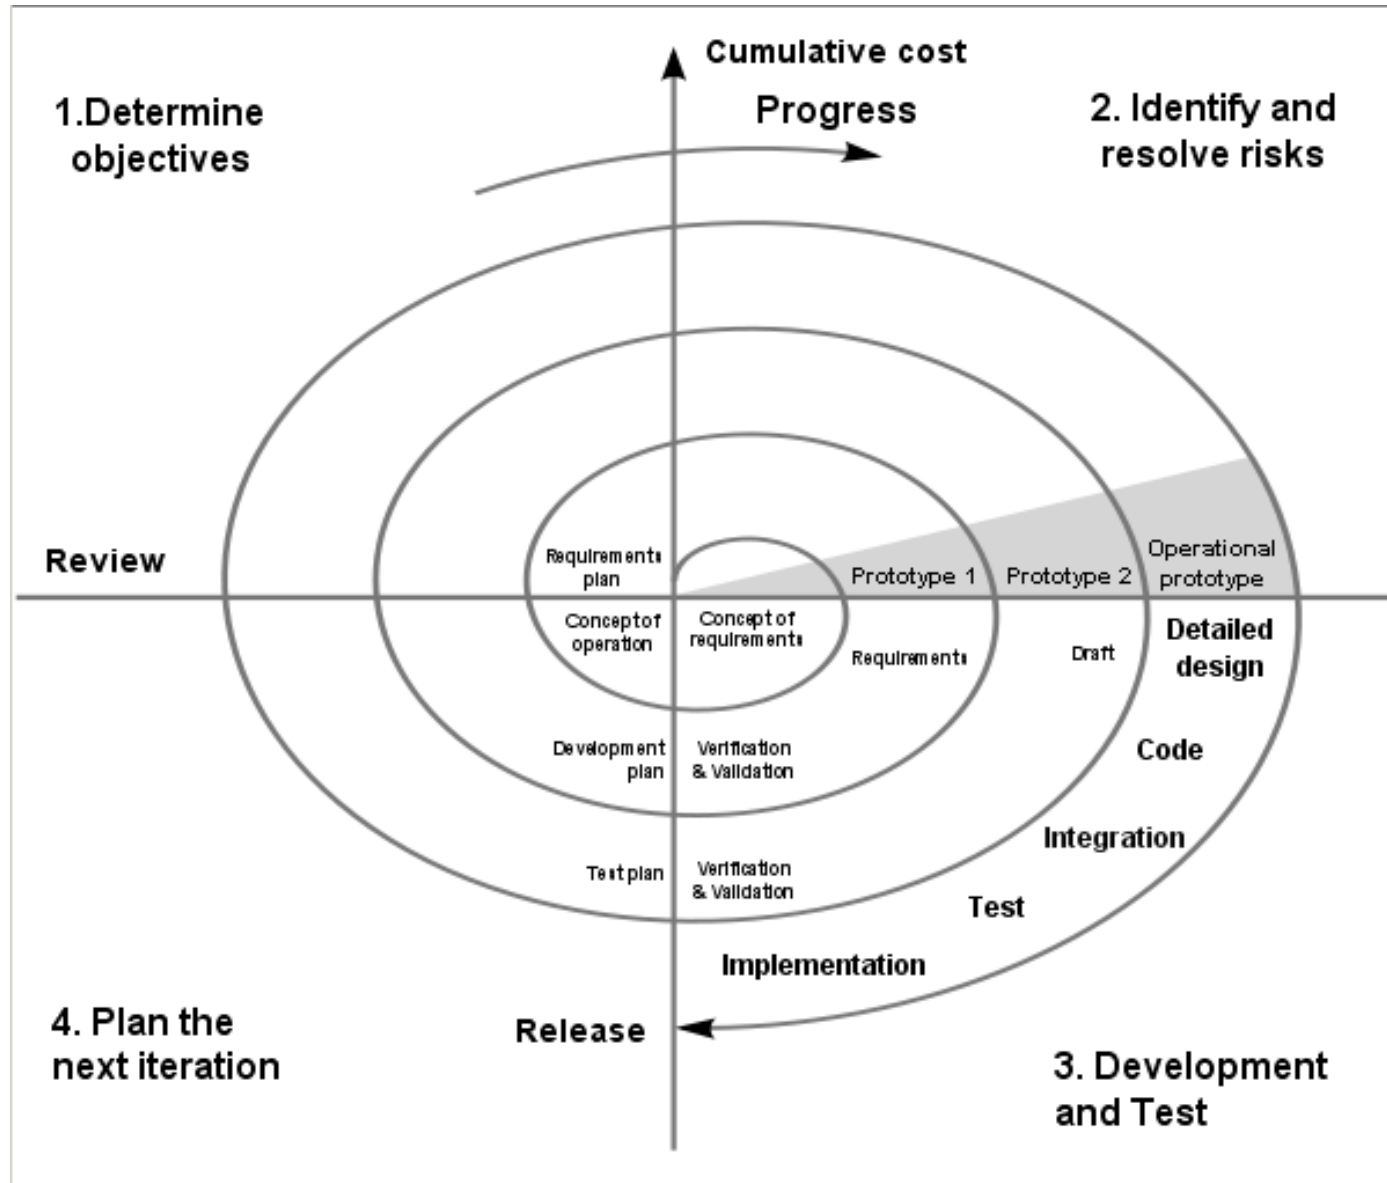 Cumulative cost
Progress
1.Determine
objectives
2. Identify and
resolve risks
Review
Requirements
plan
Prototype 1
Prototype 2
Operational
prototype
Concept of
operation
Concept of
requirements
Requirements
Draft
Detailed
design
Development
plan
Verification
& Validation
Code
Integration
Test plan
Verification
& Validation
Test
Implementation
Release
4. Plan the
next iteration
3. Development
and Test